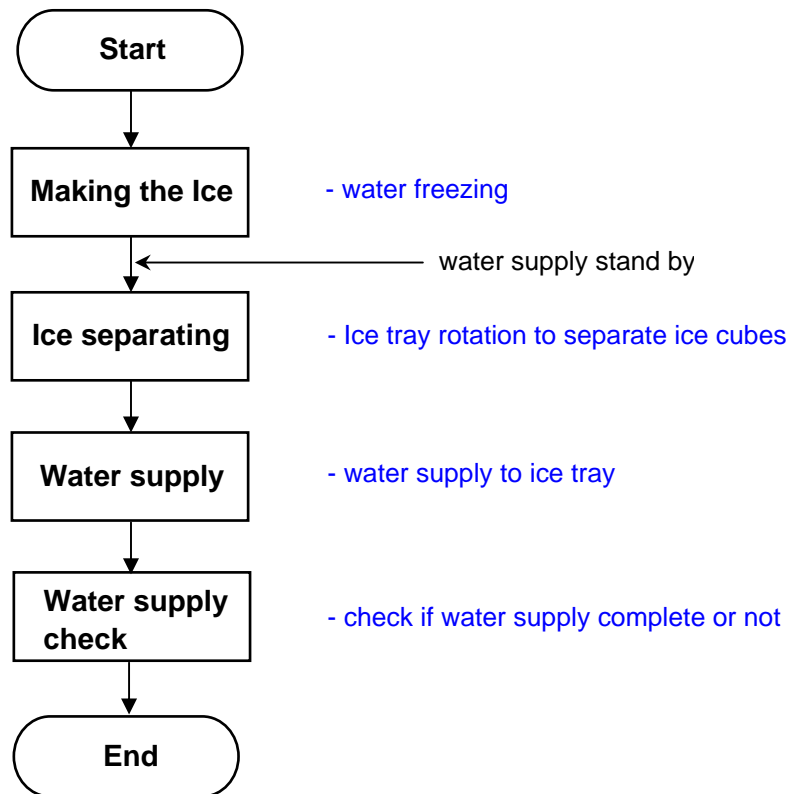 Start
Making the Ice
- water freezing
water supply stand by
Ice separating
- Ice tray rotation to separate ice cubes
Water supply
- water supply to ice tray
Water supply
check
- check if water supply complete or not
End